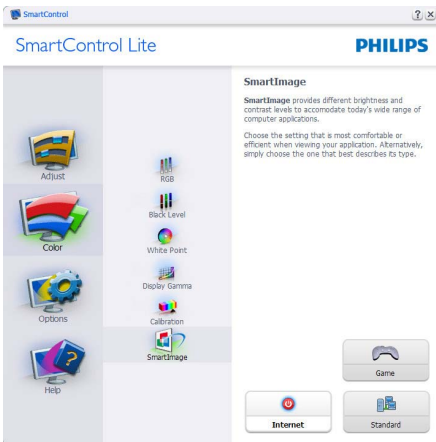 SmartControl
SmartControl Lite
PHILIPS
Adjust
Color
Options
Help
RGB
Black Level
White Point
Display Gamma
Calibration
SmartImage
SmartImage
SmartImage provides different brightness and
contrast levels to accomodate today's wide range of
computer applications.
Choose the setting that is most comfortable or
efficient when viewing your application. Alternatively,
simply choose the one that best describes its type.
Game
Internet
Standard